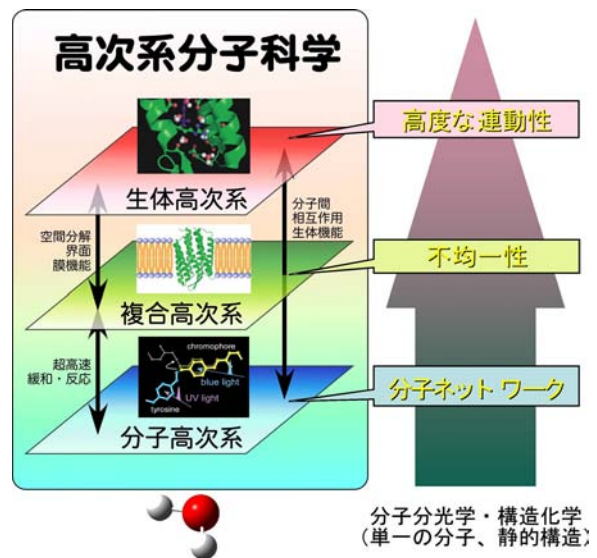 高次系分子科学
高度な連動性
生体高次系
空間分解
界面
膜機能
分子間
相互作用
生体機能
不均一性
複合高次系
超高速
緩和・反応
chromophore
blue light
UV light
tyrosine
分子ネットワーク
分子高次系
分子分光学・構造化学
(単一の分子、静的構造)